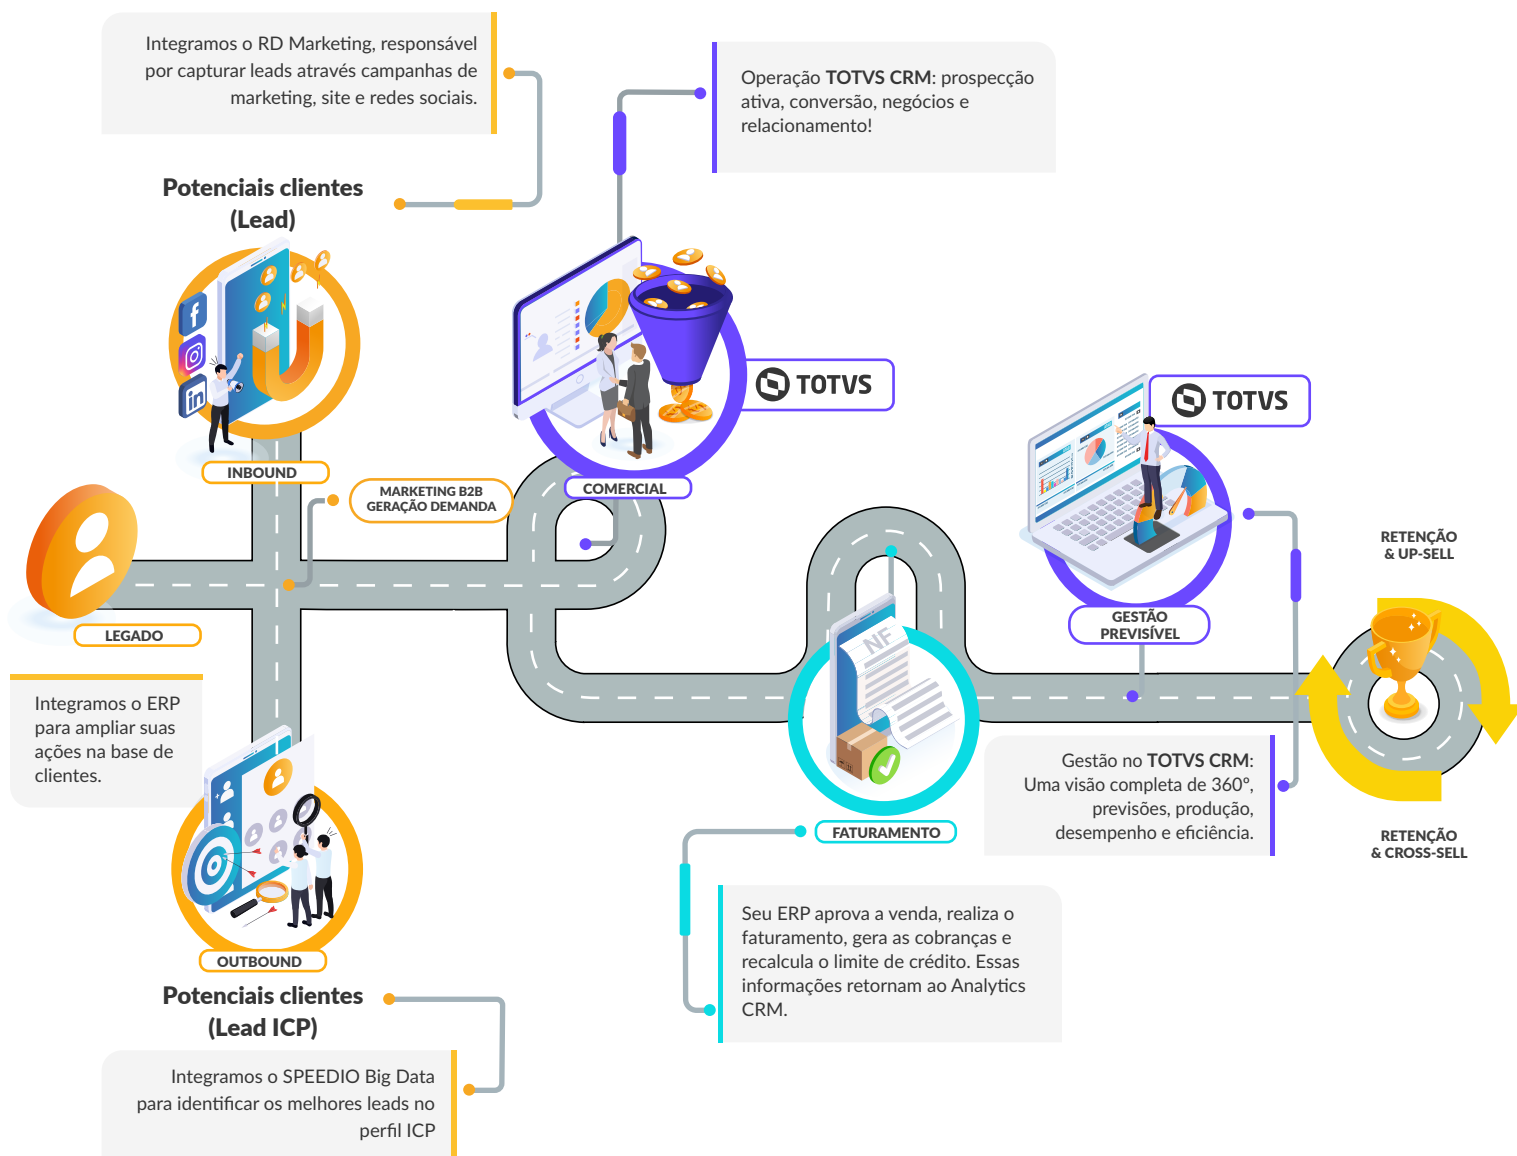 Integramos o RD Marketing, responsável
por capturar leads através campanhas de
marketing, site e redes sociais.
Operação TOTVS CRM: prospecção
ativa, conversão, negócios e
relacionamento!
Potenciais clientes
(Lead)
f
in
INBOUND
TOTVS
COMERCIAL
MARKETING B2B
GERAÇÃO DEMANDA
TOTVS
LEGADO
Integramos o ERP
para ampliar suas
ações na base de
clientes.
GESTÃO
PREVISÍVEL
RETENÇÃO
& UP-SELL
NF
FATURAMENTO
Gestão no TOTVS CRM:
Uma visão completa de 360°,
previsões, produção,
desempenho e eficiência.
RETENÇÃO
& CROSS-SELL
OUTBOUND
Potenciais clientes
(Lead ICP)
Integramos o SPEEDIO Big Data
para identificar os melhores leads no
perfil ICP
Seu ERP aprova a venda, realiza o
faturamento, gera as cobranças e
recalcula o limite de crédito. Essas
informações retornam ao Analytics
CRM.